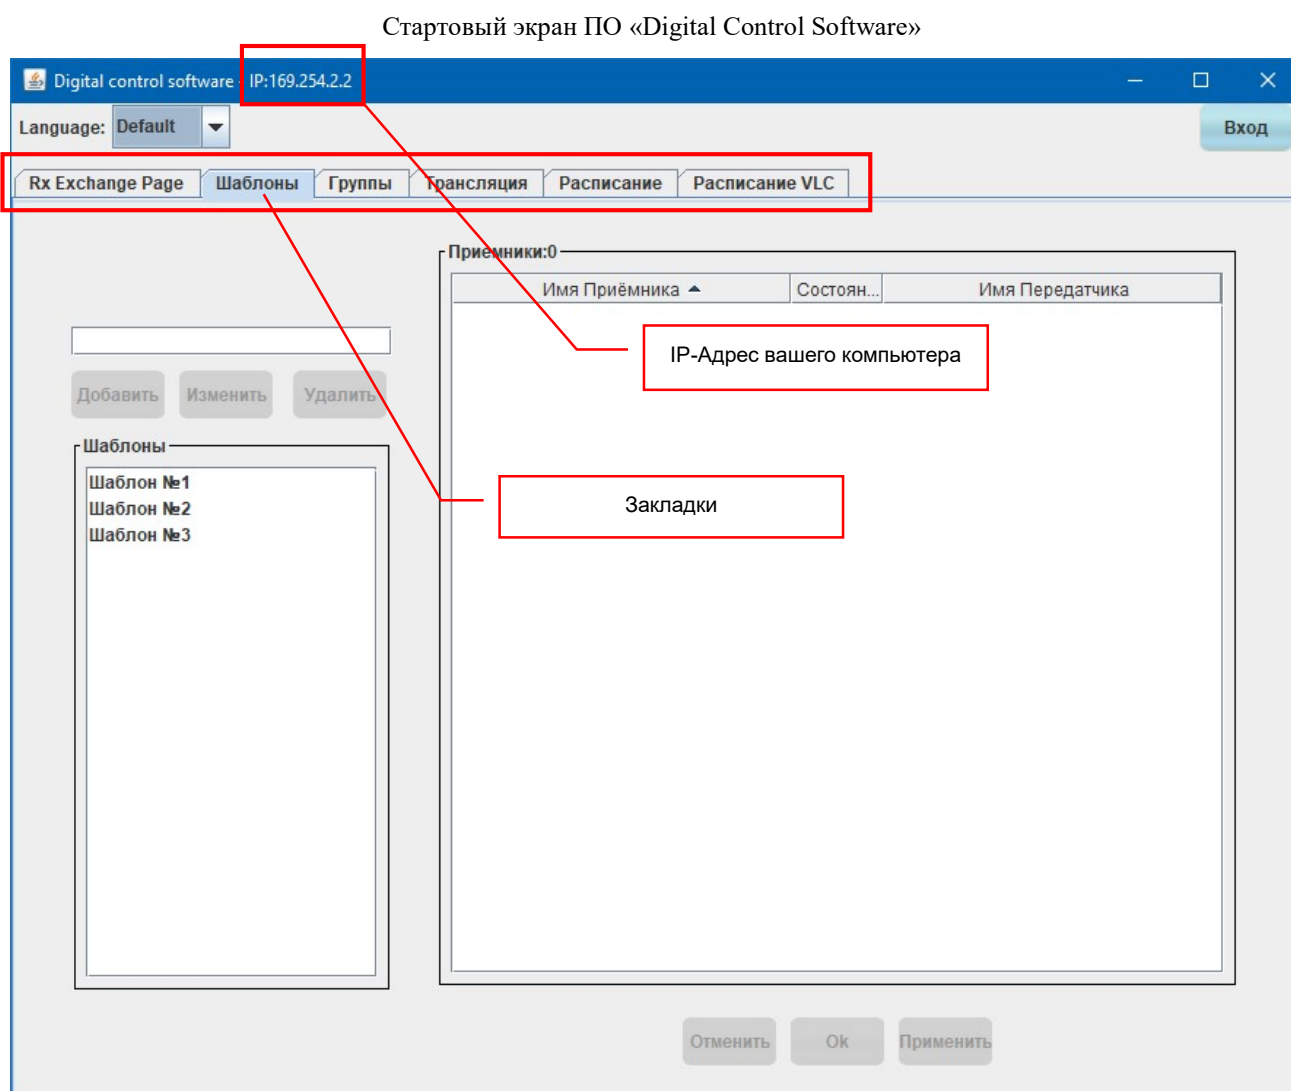 Стартовый экран ПО «Digital Control Software»
Digital control software - IP:169.254.2.2
Language: Default
Вход
Rx Exchange Page Шаблоны Группы Трансляция Расписание Расписание VLC
Приемники:0
Имя Приёмника Состоян... Имя Передатчика
IP-Адрес вашего компьютера
Добавить Изменить Удалить
Шаблоны
Шаблон №1
Шаблон №2
Шаблон №3
Закладки
Отменить Ok Применить